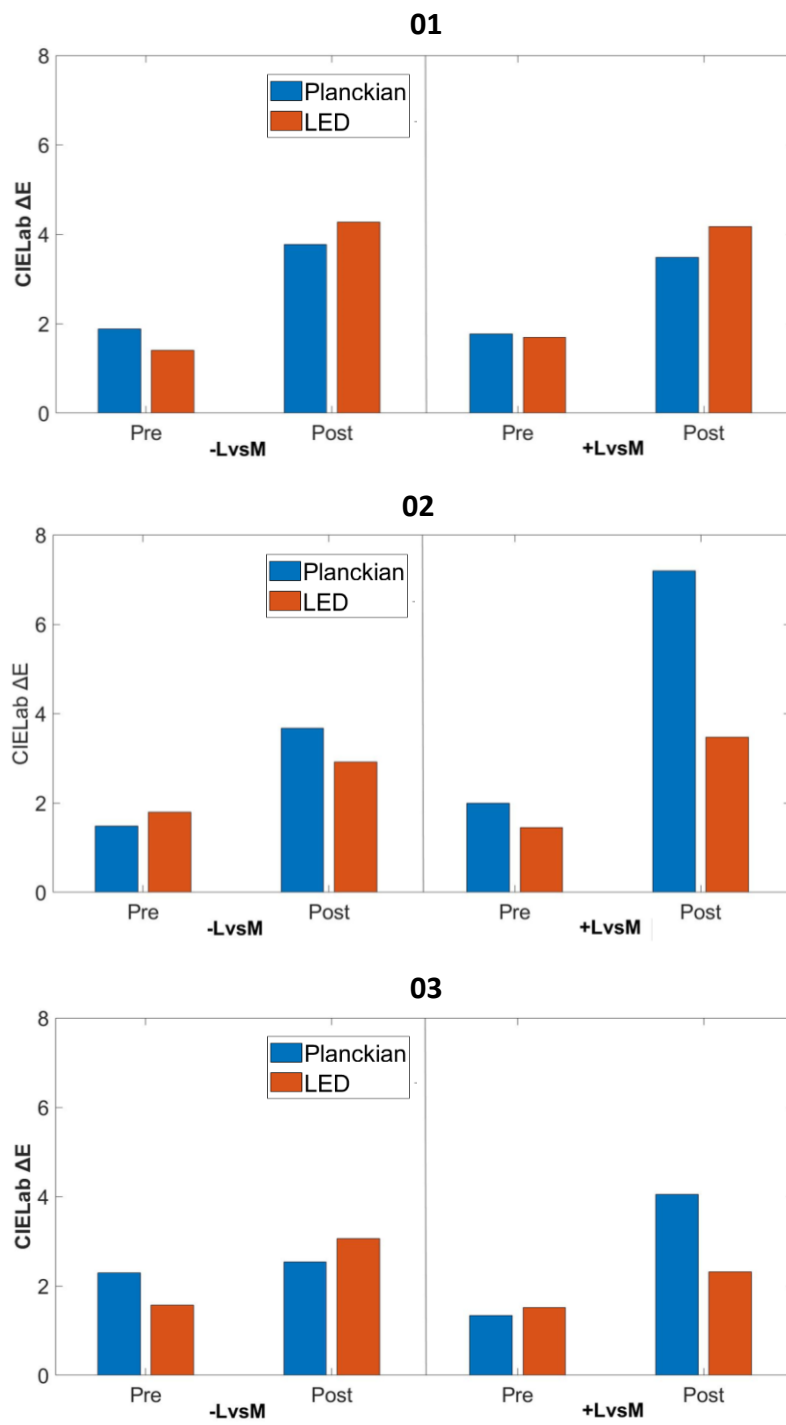 01
8
6
4
2
0
CIELab ΔE
Planckian
LED
Pre
Post
Pre
Post
-LvsM
+LvsM
02
8
6
4
2
0
CIELab ΔE
Planckian
LED
Pre
Post
Pre
Post
-LvsM
+LvsM
03
8
6
4
2
0
CIELab ΔE
Planckian
LED
Pre
Post
Pre
Post
-LvsM
+LvsM